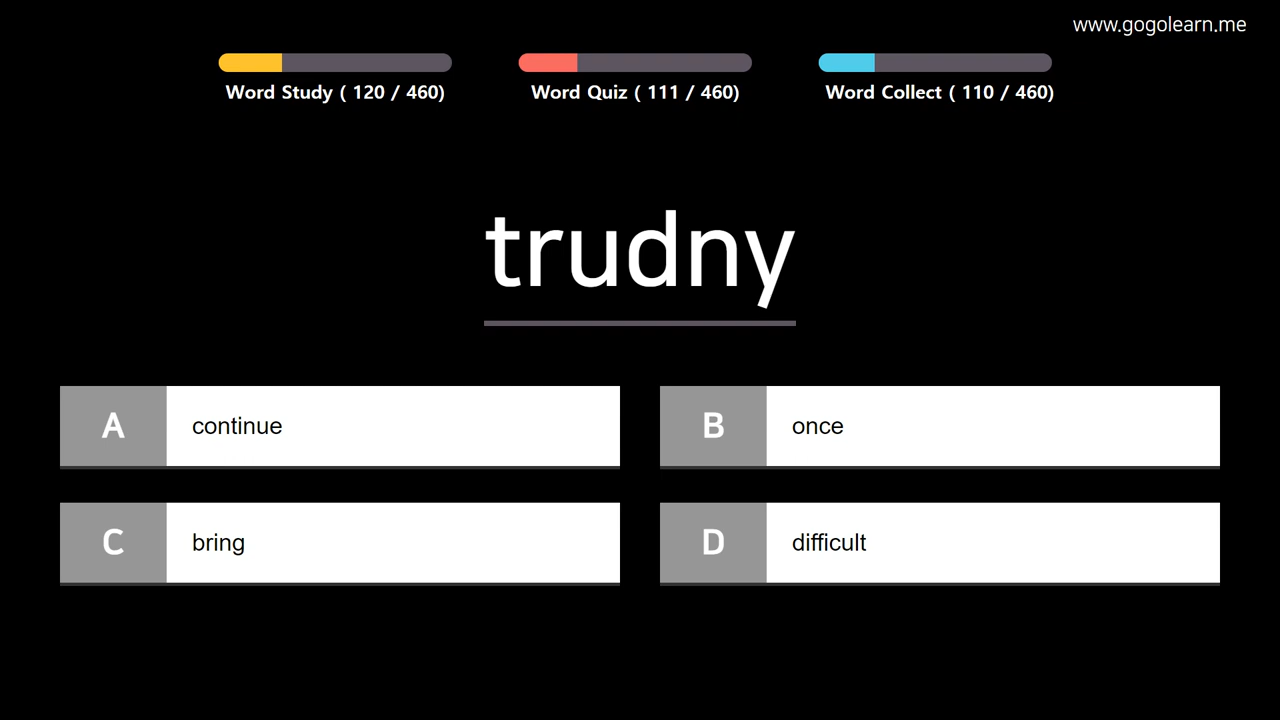 www.gogolearn.me
Word Study ( 120 / 460)
Word Quiz ( 111 / 460)
Word Collect ( 110 / 460)
trudny
A continue
B once
C bring
D difficult